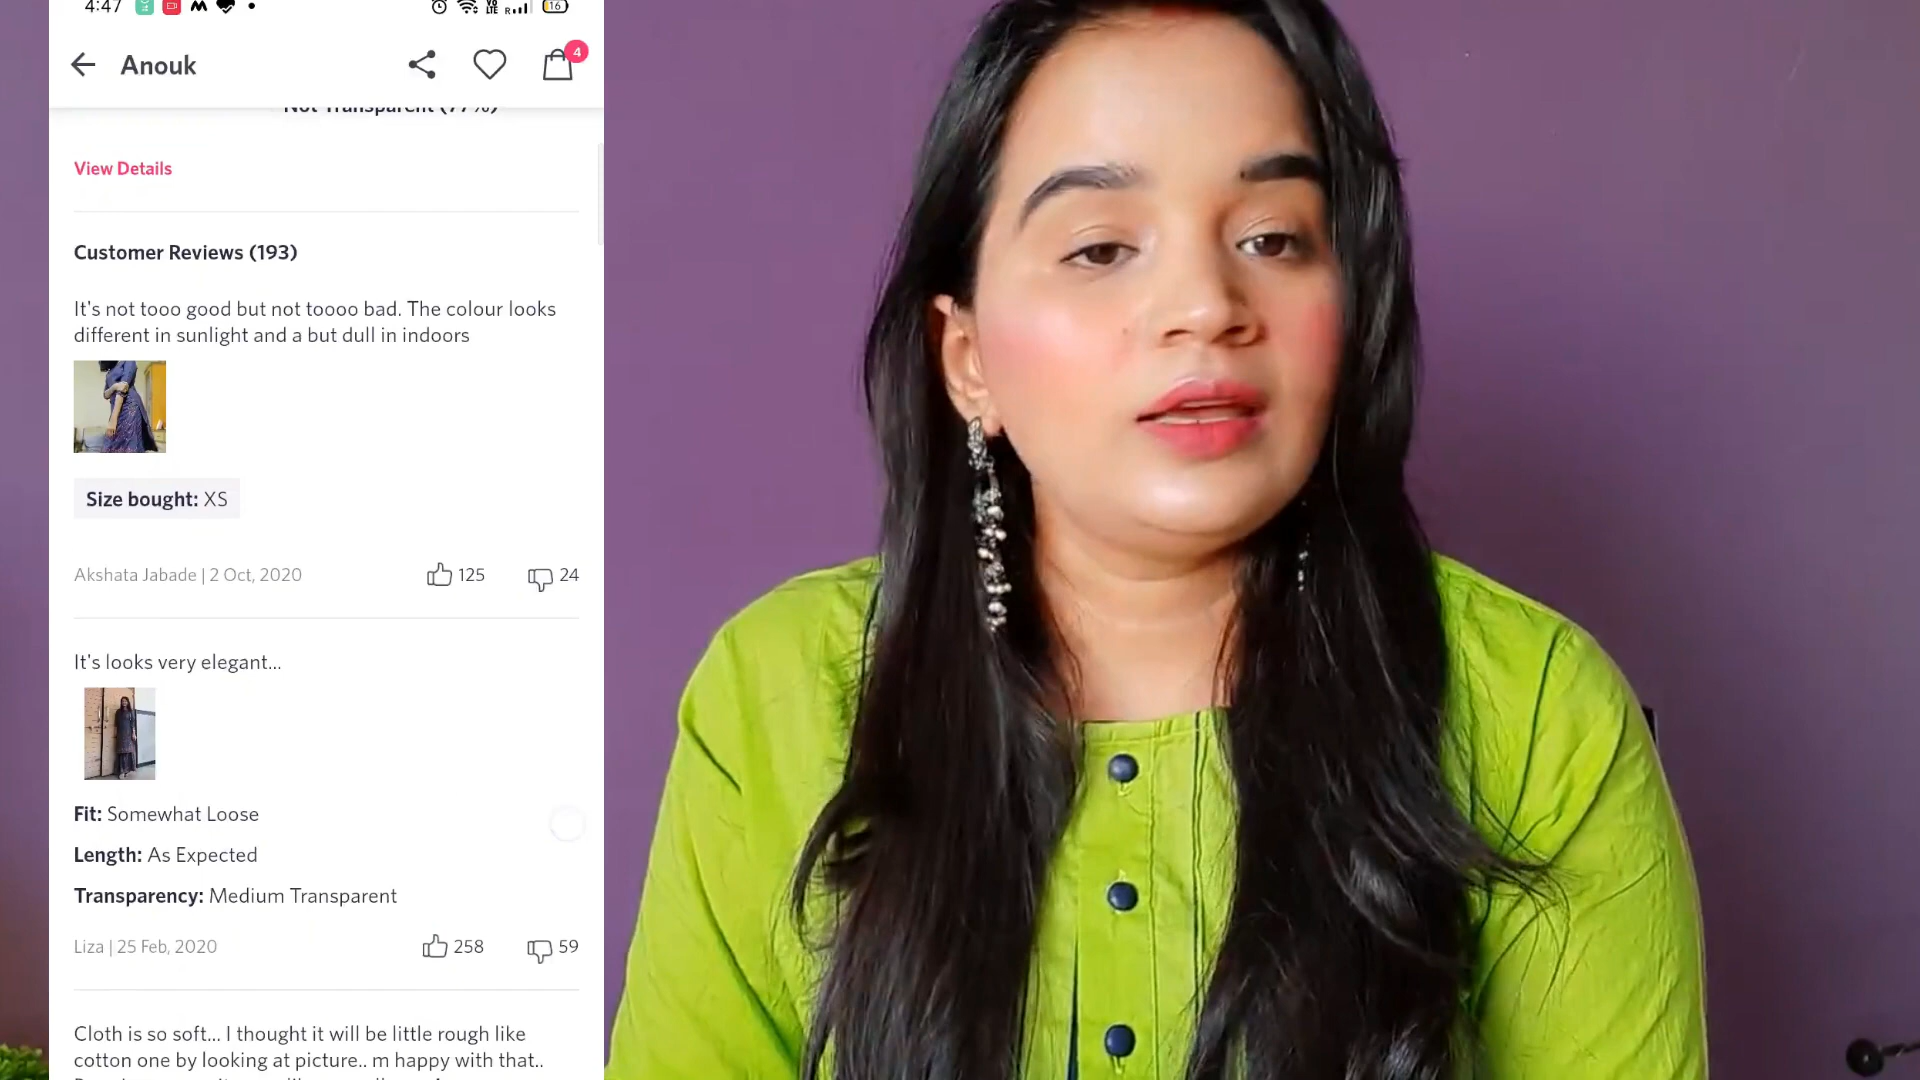 4:47
16
Anouk
4
Not Transparent (77%)
View Details
Customer Reviews (193)
It's not tooo good but not toooo bad. The colour looks
different in sunlight and a but dull in indoors
Size bought: XS
Akshata Jabade | 2 Oct, 2020
125
24
It's looks very elegant...
Fit: Somewhat Loose
Length: As Expected
Transparency: Medium Transparent
Liza | 25 Feb, 2020
258
59
Cloth is so soft... I thought it will be little rough like
cotton one by looking at picture.. m happy with that..